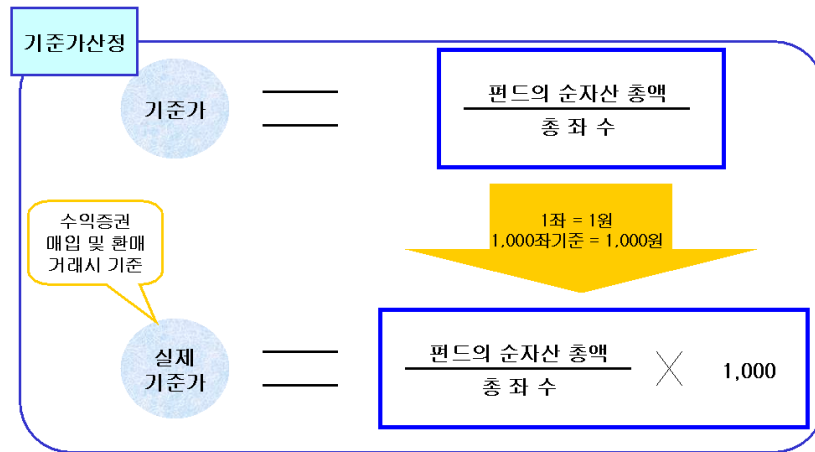 기준가산정
기준가
펀드의 순자산 총액
총 좌 수
수익증권
매입 및 환매
거래시 기준
1좌 = 1원
1,000좌기준 = 1,000원
실제
기준가
펀드의 순자산 총액
총 좌 수
1,000